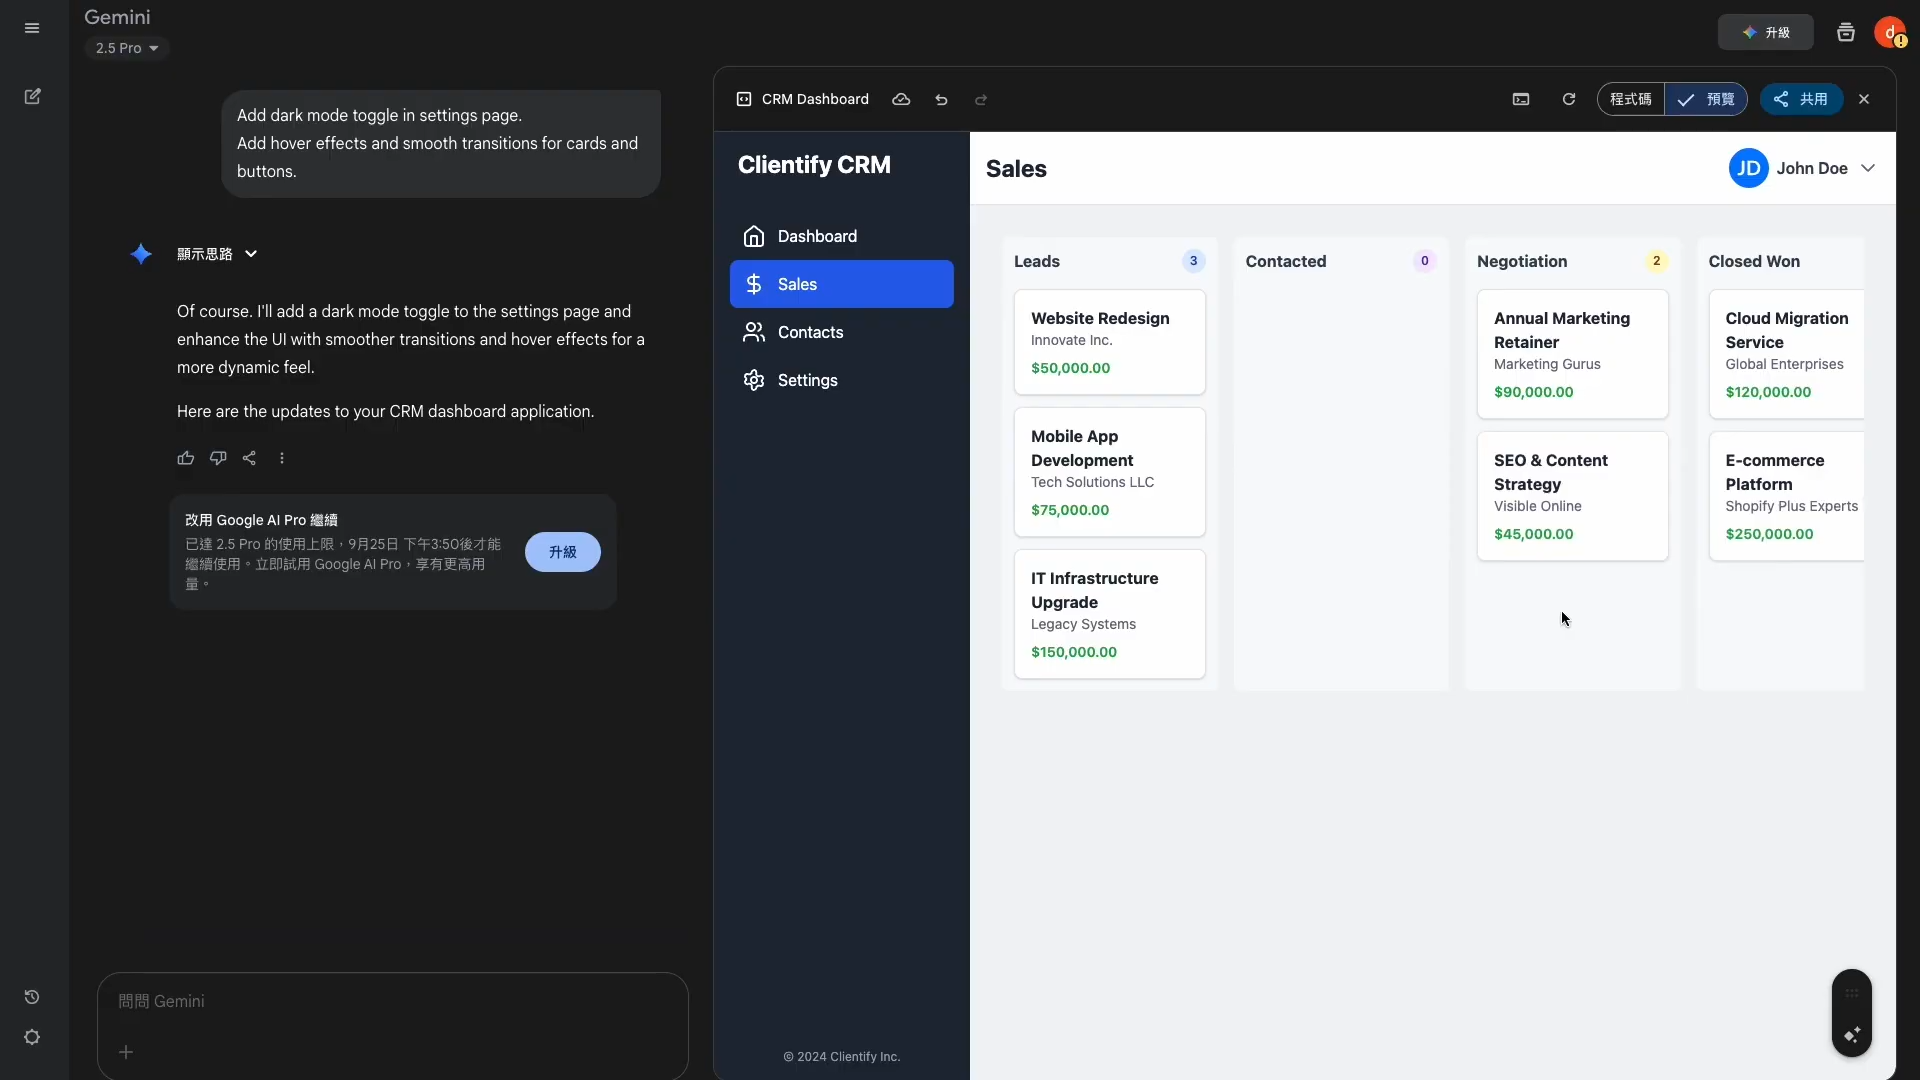 Gemini
2.5 Pro
升級
d
Add dark mode toggle in settings page.
Add hover effects and smooth transitions for cards and
buttons.
顯示思路
Of course. I'll add a dark mode toggle to the settings page and
enhance the UI with smoother transitions and hover effects for a
more dynamic feel.
Here are the updates to your CRM dashboard application.
改用 Google AI Pro 繼續
已達 2.5 Pro 的使用上限，9月25日 下午3:50後才能
繼續使用。立即試用 Google AI Pro，享有更高用
量。
升級
問問 Gemini
CRM Dashboard
程式碼
預覽
共用
Clientify CRM
Dashboard
Sales
Contacts
Settings
© 2024 Clientify Inc.
Sales
JD
John Doe
Leads
3
Website Redesign
Innovate Inc.
$50,000.00
Mobile App
Development
Tech Solutions LLC
$75,000.00
IT Infrastructure
Upgrade
Legacy Systems
$150,000.00
Contacted
0
Negotiation
2
Annual Marketing
Retainer
Marketing Gurus
$90,000.00
SEO & Content
Strategy
Visible Online
$45,000.00
Closed Won
Cloud Migration
Service
Global Enterprises
$120,000.00
E-commerce
Platform
Shopify Plus Experts
$250,000.00